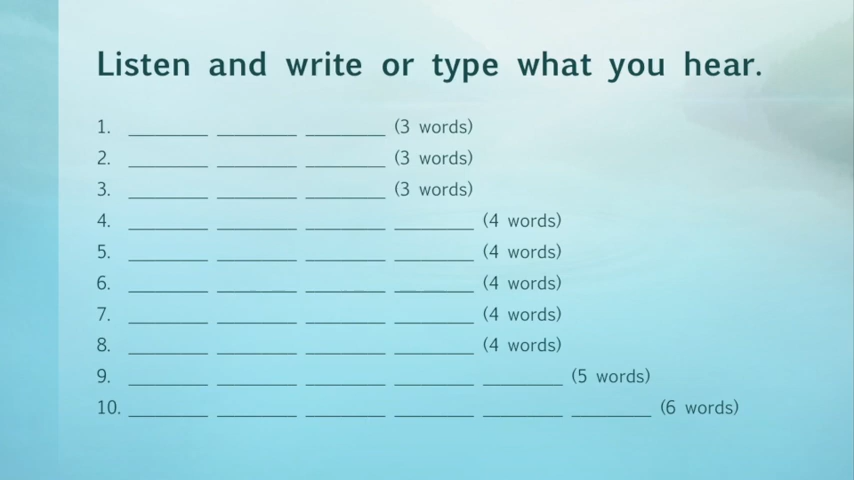 Listen and write or type what you hear.
1. ________ ________ ________ (3 words)
2. ________ ________ ________ (3 words)
3. ________ ________ ________ (3 words)
4. ________ ________ ________ ________ (4 words)
5. ________ ________ ________ ________ (4 words)
6. ________ ________ ________ ________ (4 words)
7. ________ ________ ________ ________ (4 words)
8. ________ ________ ________ ________ (4 words)
9. ________ ________ ________ ________ ________ (5 words)
10. ________ ________ ________ ________ ________ ________ (6 words)